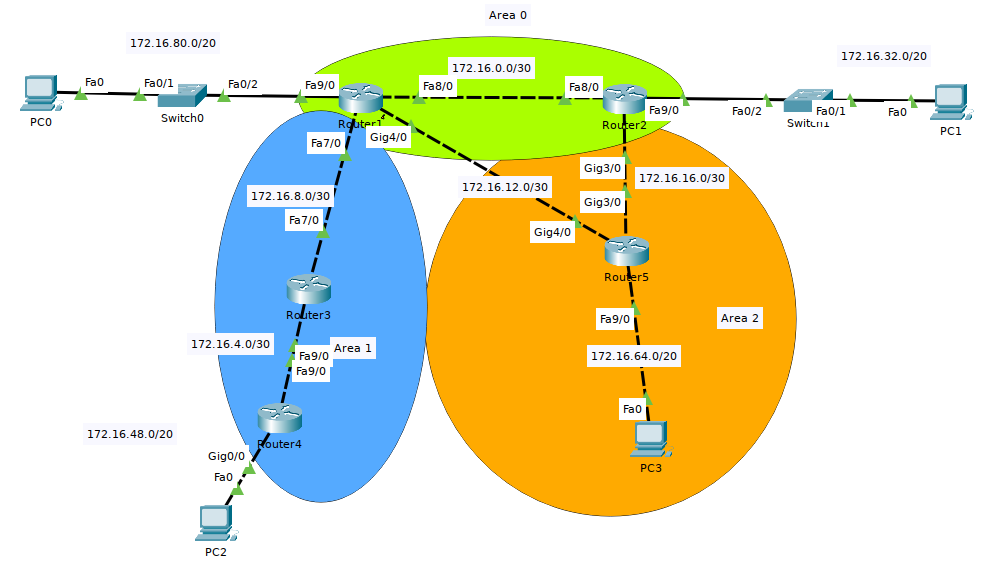 Area 0
172.16.80.0/20
172.16.32.0/20
172.16.0.0/30
Fa0
Fa0/1
Fa0/2
Fa9/0
Fa8/0
Fa8/0
Fa9/0
Fa0/2
Fa0/1
Fa0
PC0
Switch0
Router1
Router2
Switch1
PC1
Gig4/0
Fa7/0
Gig3/0
172.16.16.0/30
172.16.12.0/30
172.16.8.0/30
Gig3/0
Fa7/0
Gig4/0
Router5
Router3
Fa9/0
Area 2
172.16.4.0/30
Area 1
Fa9/0
172.16.64.0/20
Fa9/0
Fa0
172.16.48.0/20
Router4
Gig0/0
PC3
Fa0
PC2